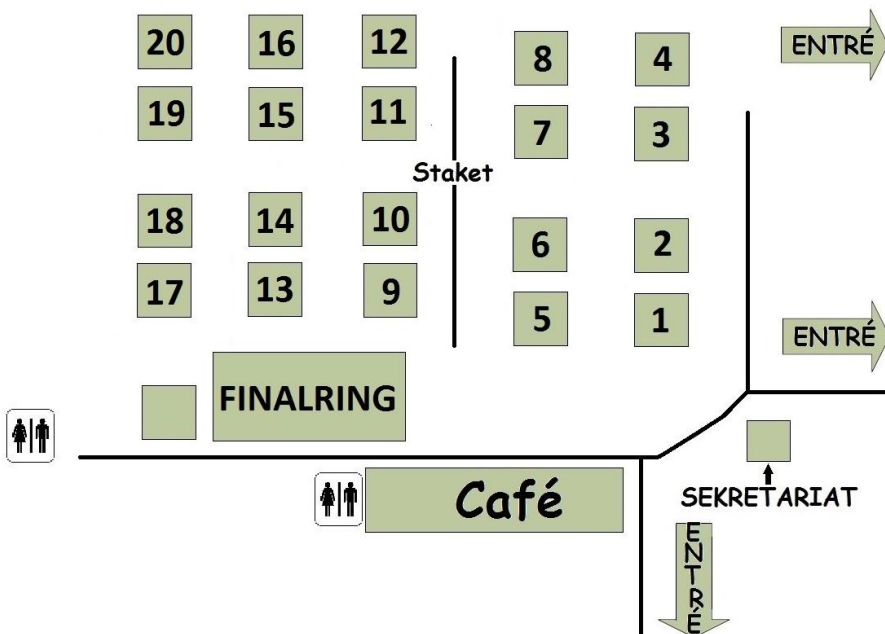 20 16 12 8 4 ENTRÉ
19 15 11 7 3
Staket
18 14 10 6 2
17 13 9 5 1 ENTRÉ
FINALRING
Café
SEKRETARIAT
ENTRÉ